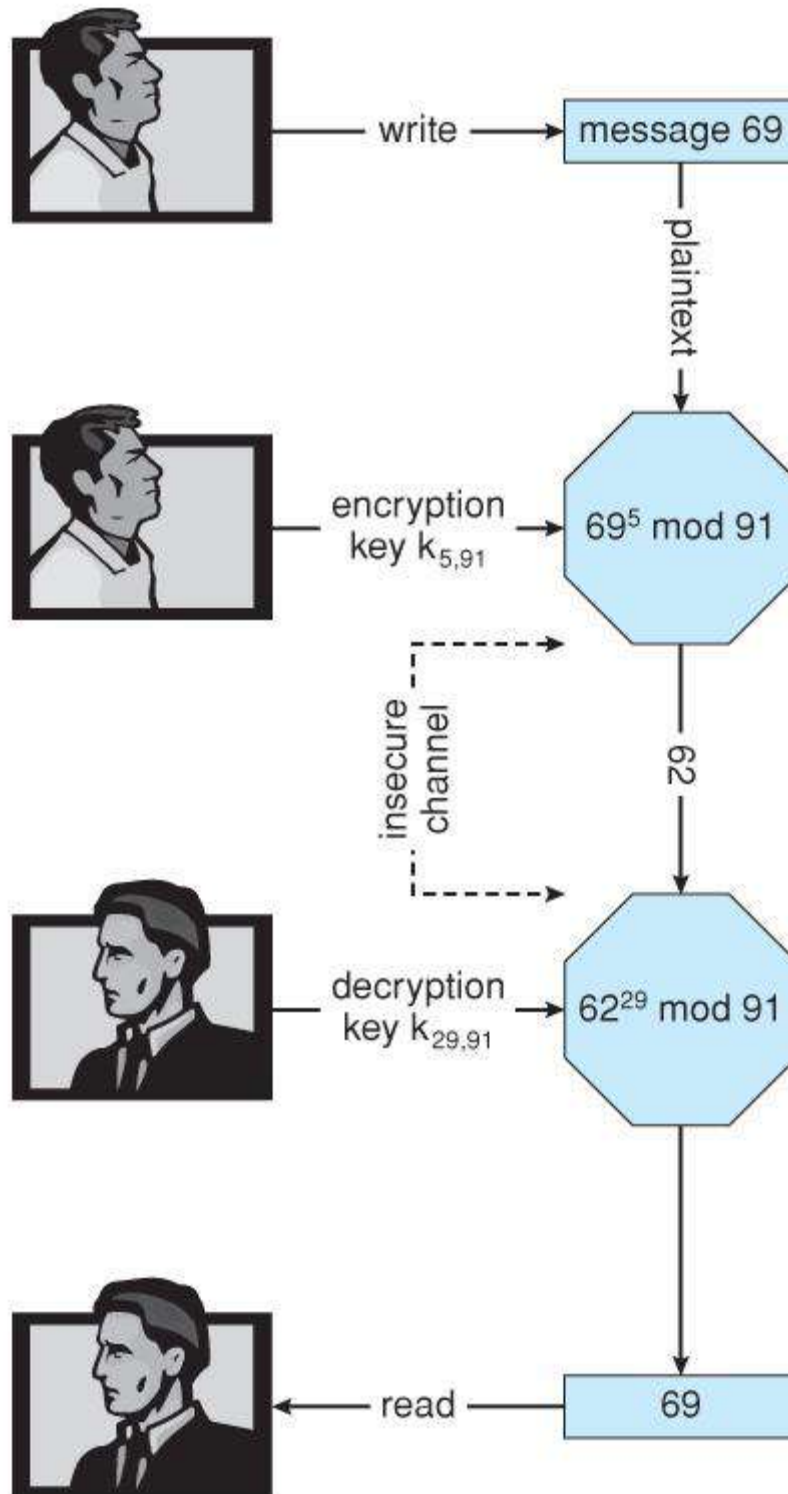 write
message 69
plaintext
encryption
key k₅,₉₁
69⁵ mod 91
insecure
channel
62
decryption
key k₂₉,₉₁
62²⁹ mod 91
read
69